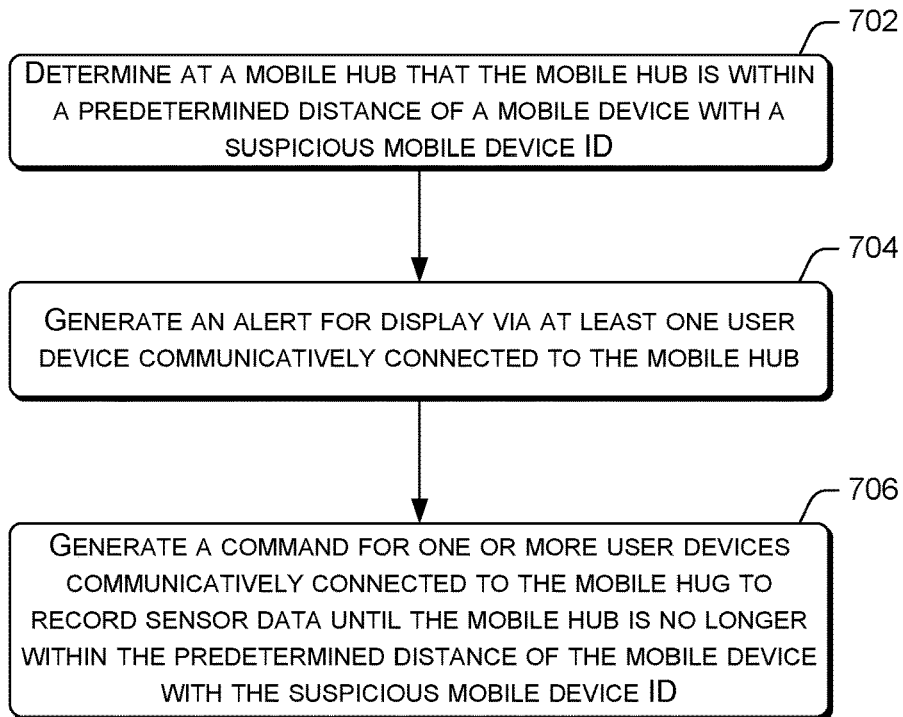 702
DETERMINE AT A MOBILE HUB THAT THE MOBILE HUB IS WITHIN
A PREDETERMINED DISTANCE OF A MOBILE DEVICE WITH A
SUSPICIOUS MOBILE DEVICE ID
704
GENERATE AN ALERT FOR DISPLAY VIA AT LEAST ONE USER
DEVICE COMMUNICATIVELY CONNECTED TO THE MOBILE HUB
706
GENERATE A COMMAND FOR ONE OR MORE USER DEVICES
COMMUNICATIVELY CONNECTED TO THE MOBILE HUG TO
RECORD SENSOR DATA UNTIL THE MOBILE HUB IS NO LONGER
WITHIN THE PREDETERMINED DISTANCE OF THE MOBILE DEVICE
WITH THE SUSPICIOUS MOBILE DEVICE ID